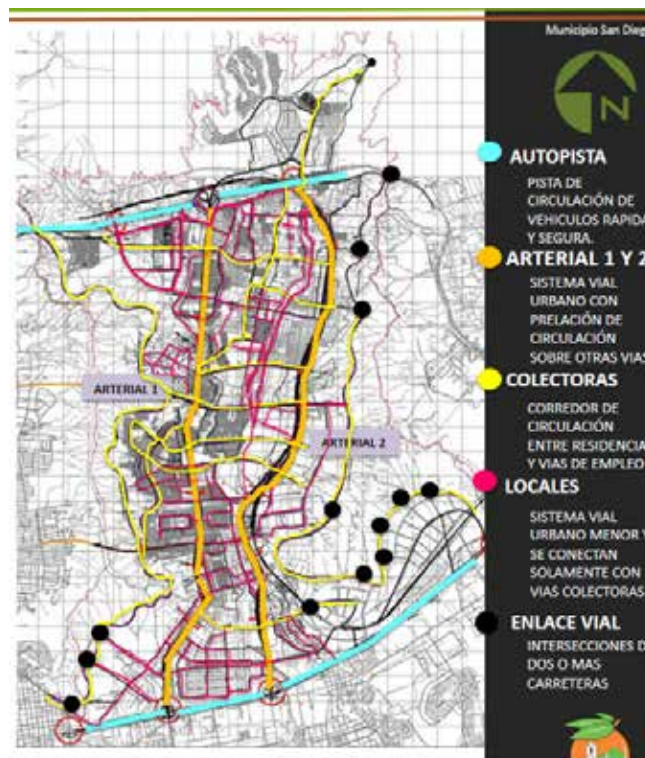 Municipio San Dieg
N
AUTOPISTA
PISTA DE
CIRCULACIÓN DE
VEHICULOS RAPIDA
Y SEGURA.
ARTERIAL 1 Y 2
SISTEMA VIAL
URBANO CON
PRELACIÓN DE
CIRCULACIÓN
SOBRE OTRAS VIAS
ARTERIAL 1
COLECTORAS
CORREDOR DE
CIRCULACIÓN
ENTRE RESIDENCIA
Y VIAS DE EMPLEO
ARTERIAL 2
LOCALES
SISTEMA VIAL
URBANO MENOR Y
SE CONECTAN
SOLAMENTE CON
VIAS COLECTORAS
ENLACE VIAL
INTERSECCIONES D
DOS O MAS
CARRETERAS